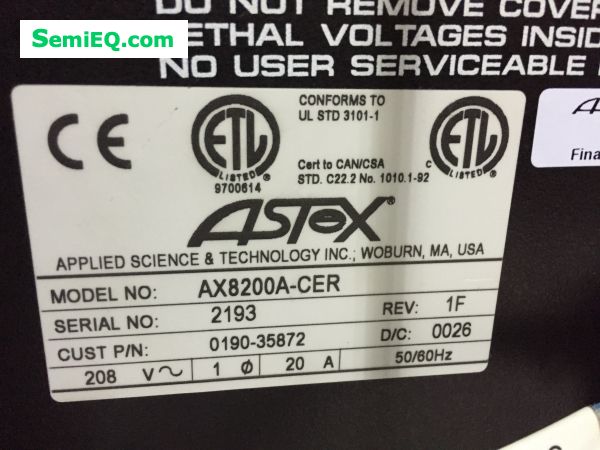 DO NOT REMOVE COVER
SemiEQ.com
LETHAL VOLTAGES INSID
NO USER SERVICEABLE
CE
ETL
LISTED
9700614
CONFORMS TO
UL STD 3101-1
Cert to CAN/CSA
STD. C22.2 No. 1010.1-92
C
ETL
LISTED
ASTeX®
APPLIED SCIENCE & TECHNOLOGY INC.; WOBURN, MA, USA
MODEL NO: AX8200A-CER
SERIAL NO: 2193 REV: 1F
CUST P/N: 0190-35872 D/C: 0026
208 V~ 1 Ø 20 A 50/60Hz
Fina